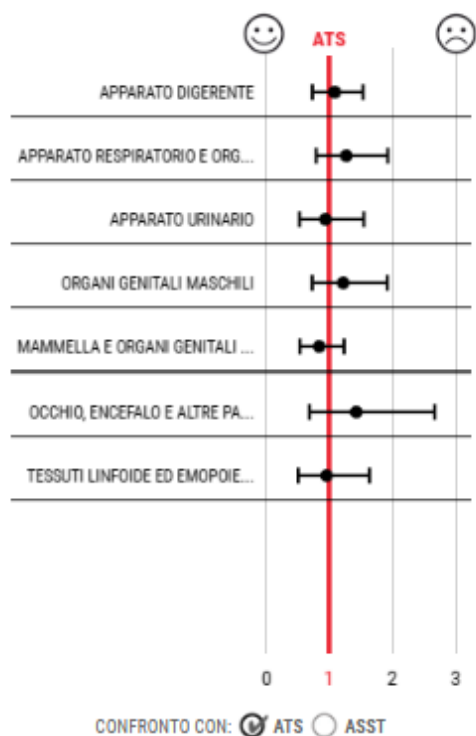 ATS
APPARATO DIGERENTE
APPARATO RESPIRATORIO E ORG...
APPARATO URINARIO
ORGANI GENITALI MASCHILI
MAMMELLA E ORGANI GENITALI ...
OCCHIO, ENCEFALO E ALTRE PA...
TESSUTI LINFOIDE ED EMOPOIE...
0 1 2 3
CONFRONTO CON: ATS ASST